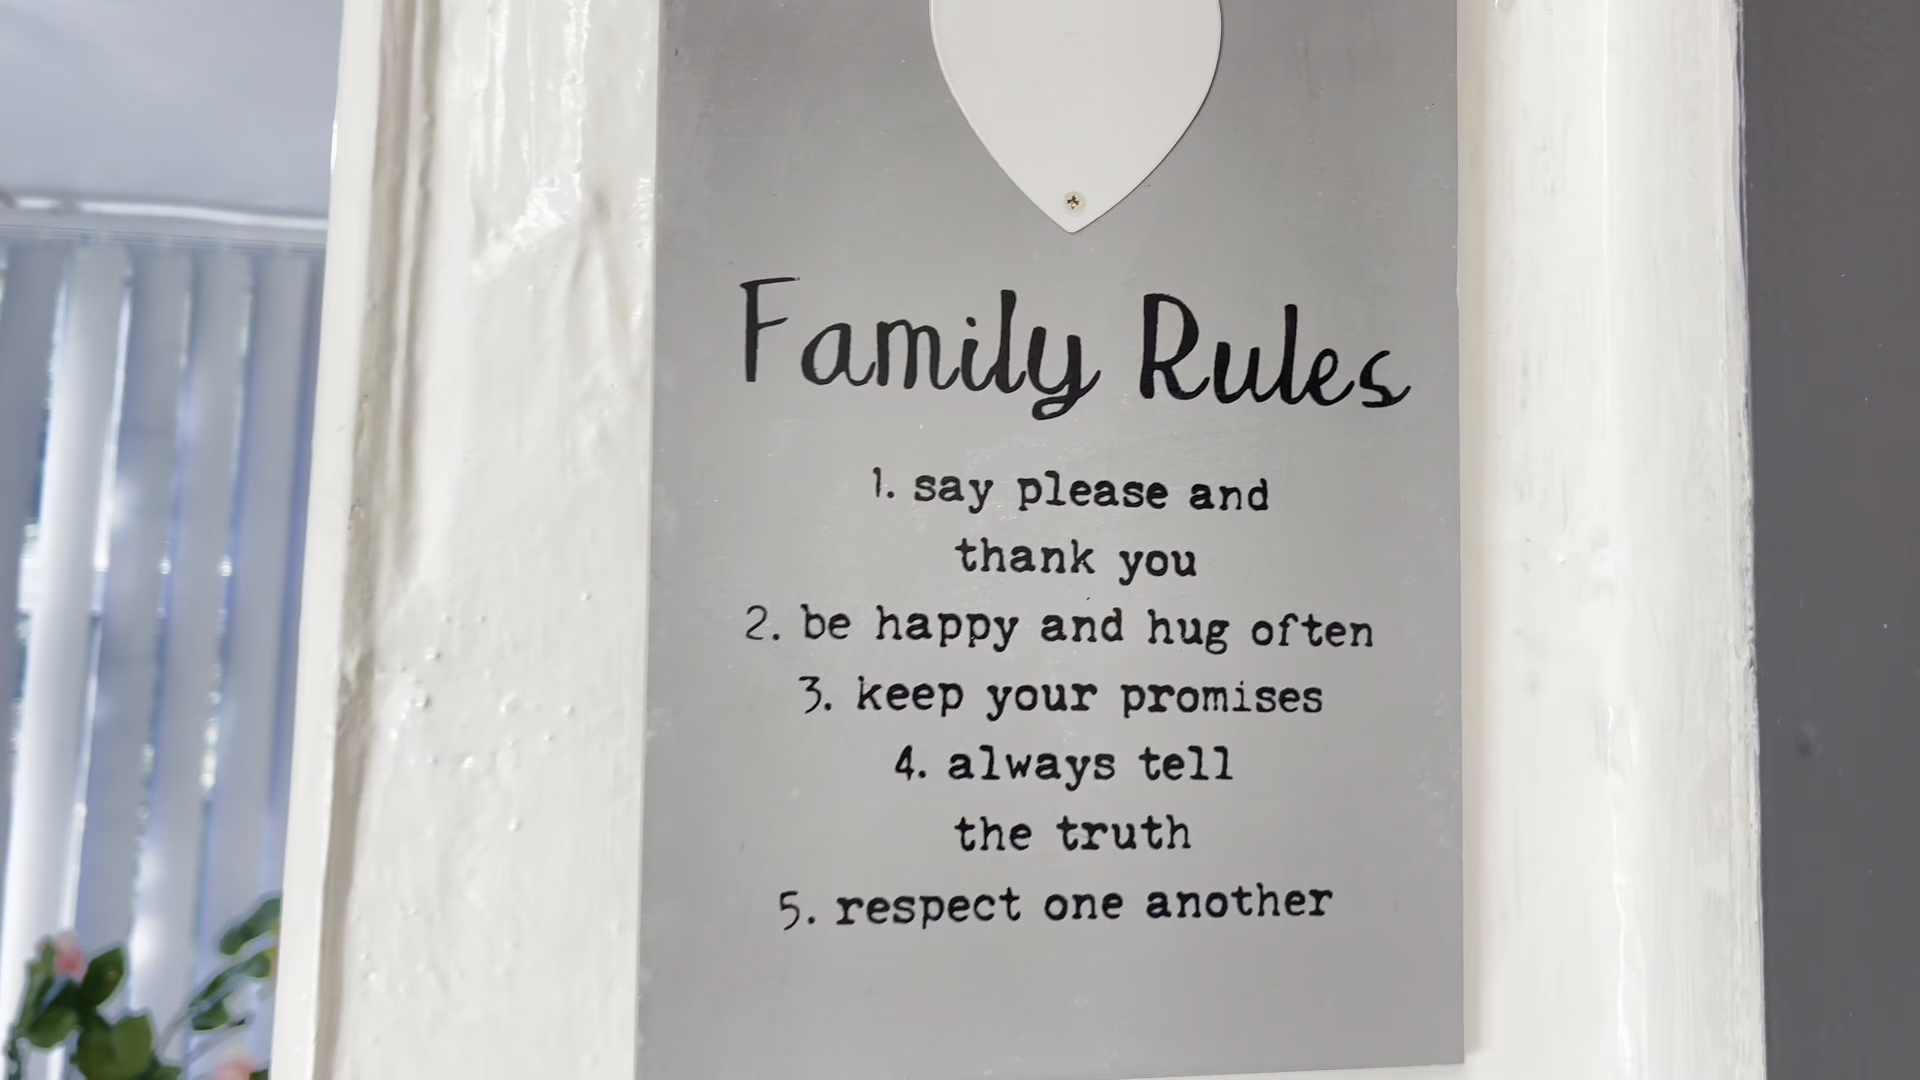 Family Rules
1. say please and
thank you
2. be happy and hug often
3. keep your promises
4. always tell
the truth
5. respect one another